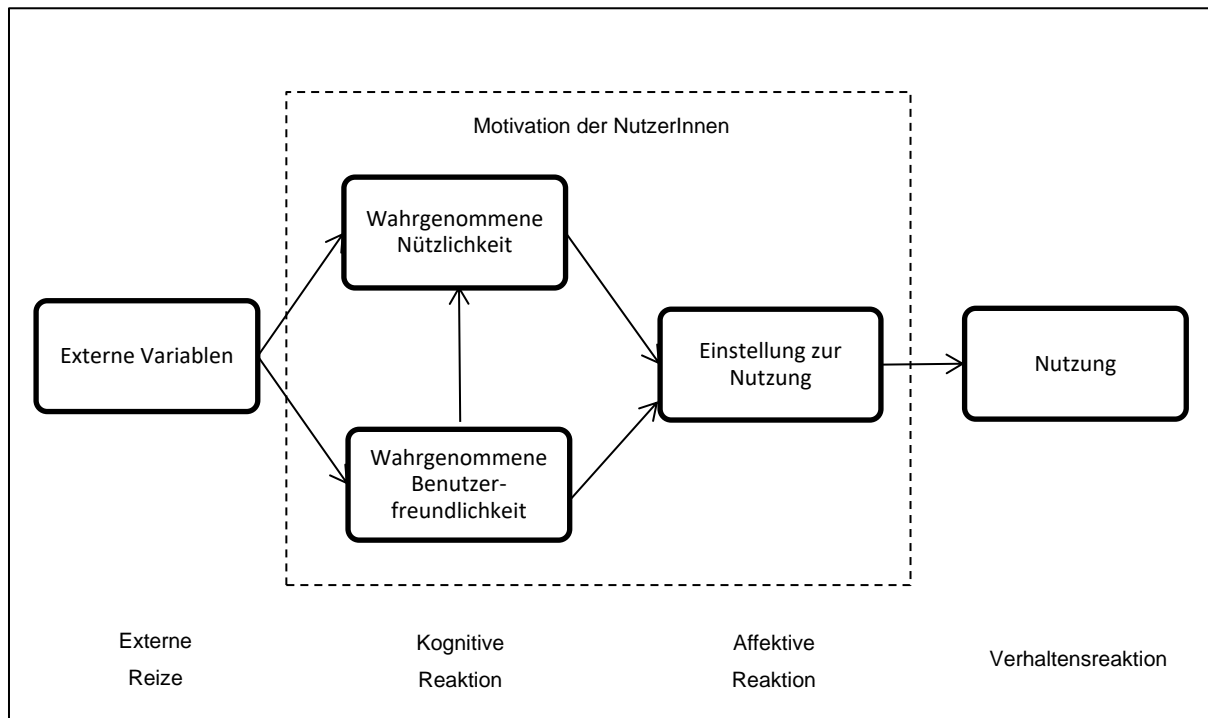 Motivation der NutzerInnen
Wahrgenommene
Nützlichkeit
Externe Variablen
Einstellung zur
Nutzung
Nutzung
Wahrgenommene
Benutzer-
freundlichkeit
Externe
Reize
Kognitive
Reaktion
Affektive
Reaktion
Verhaltensreaktion